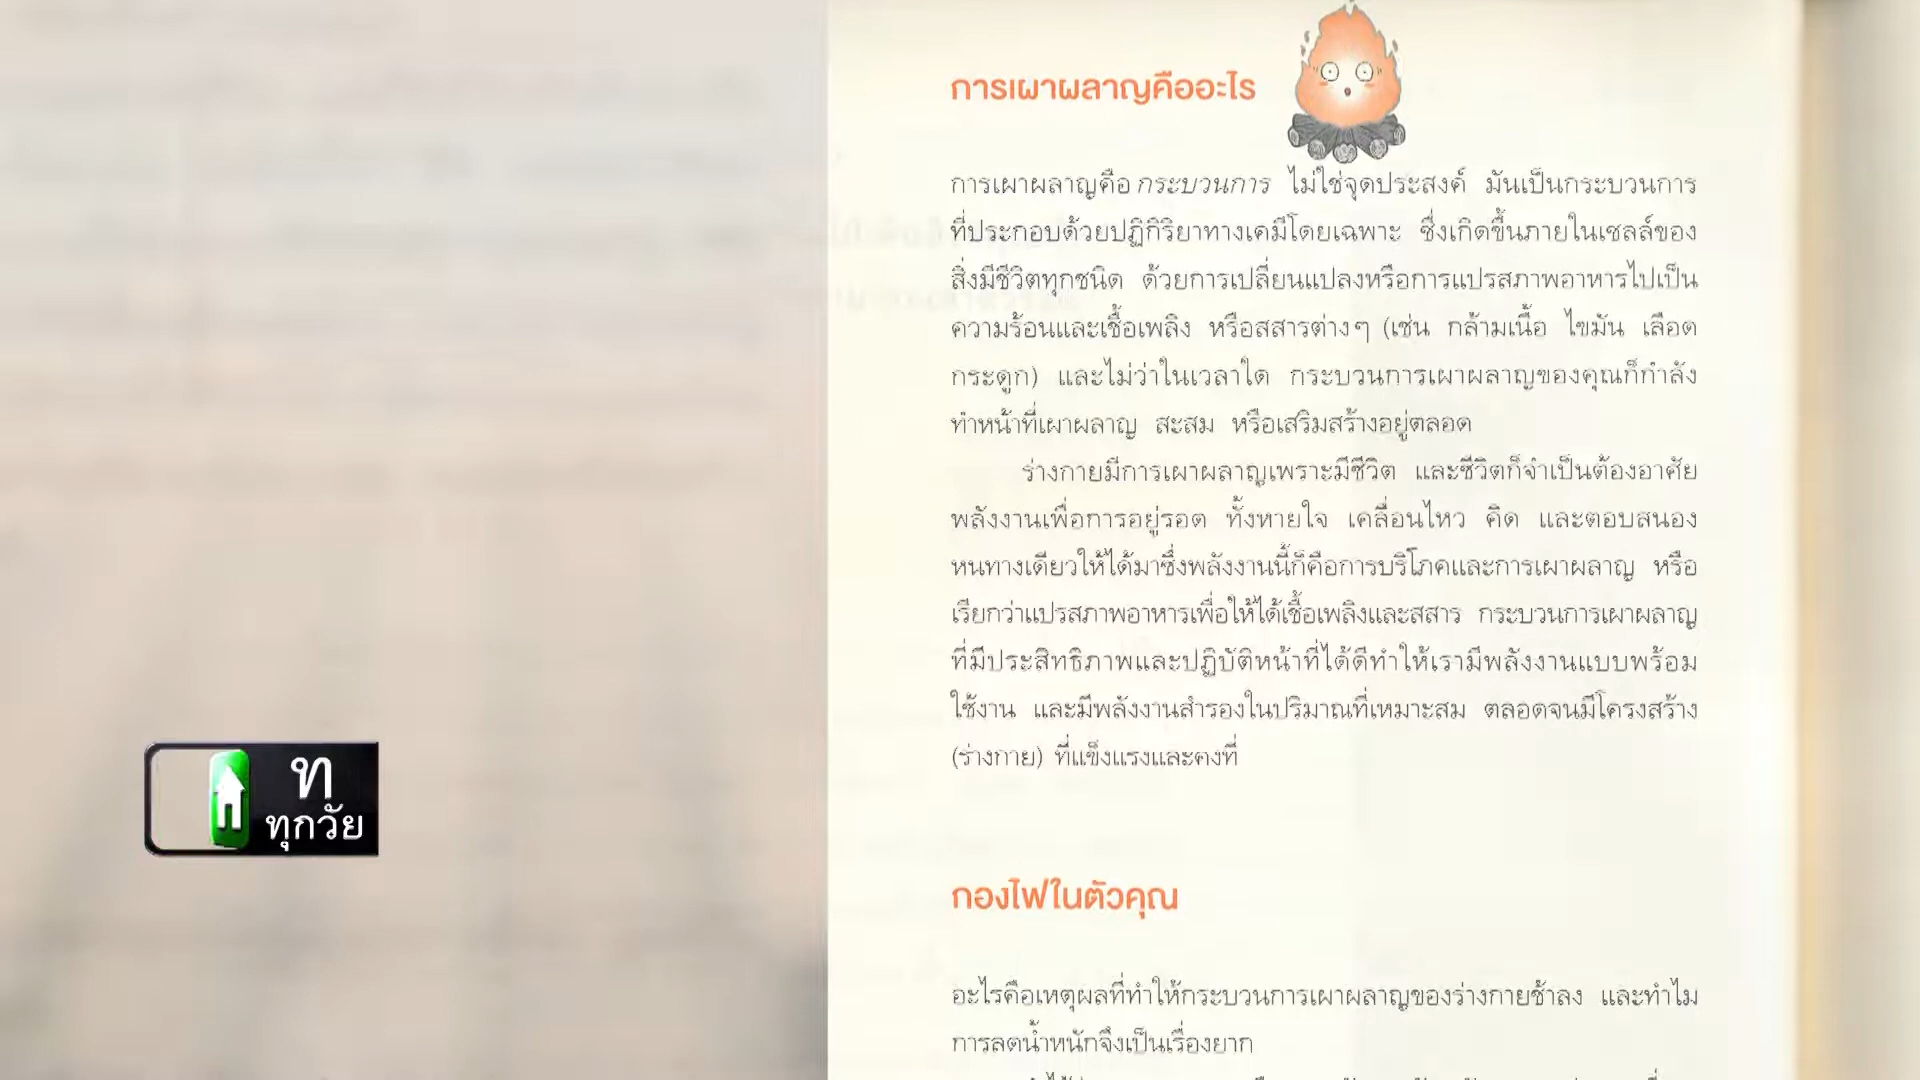 การเผาผลาญคืออะไร
การเผาผลาญคือ กระบวนการ ไม่ใช่จุดประสงค์ มันเป็นกระบวนการ
ที่ประกอบด้วยปฏิกิริยาทางเคมีโดยเฉพาะ ซึ่งเกิดขึ้นภายในเซลล์ของ
สิ่งมีชีวิตทุกชนิด ด้วยการเปลี่ยนแปลงหรือการแปรสภาพอาหารไปเป็น
ความร้อนและเชื้อเพลิง หรือสสารต่างๆ (เช่น กล้ามเนื้อ ไขมัน เลือด
กระดูก) และไม่ว่าในเวลาใด กระบวนการเผาผลาญของคุณก็กำลัง
ทำหน้าที่เผาผลาญ สะสม หรือเสริมสร้างอยู่ตลอด
ร่างกายมีการเผาผลาญเพราะมีชีวิต และชีวิตก็จำเป็นต้องอาศัย
พลังงานเพื่อการอยู่รอด ทั้งหายใจ เคลื่อนไหว คิด และตอบสนอง
หนทางเดียวให้ได้มาซึ่งพลังงานนี้ก็คือการบริโภคและการเผาผลาญ หรือ
เรียกว่าแปรสภาพอาหารเพื่อให้ได้เชื้อเพลิงและสสาร กระบวนการเผาผลาญ
ที่มีประสิทธิภาพและปฏิบัติหน้าที่ได้ดีทำให้เรามีพลังงานแบบพร้อม
ใช้งาน และมีพลังงานสำรองในปริมาณที่เหมาะสม ตลอดจนมีโครงสร้าง
(ร่างกาย) ที่แข็งแรงและคงที่
ท
ทุกวัย
กองไฟในตัวคุณ
อะไรคือเหตุผลที่ทำให้กระบวนการเผาผลาญของร่างกายช้าลง และทำไม
การลดน้ำหนักจึงเป็นเรื่องยาก